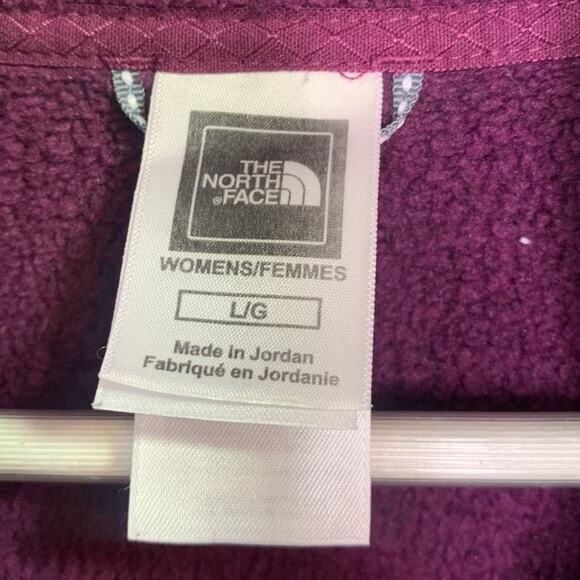 THE
NORTH
®FACE
WOMENS/FEMMES
L/G
Made in Jordan
Fabriqué en Jordanie